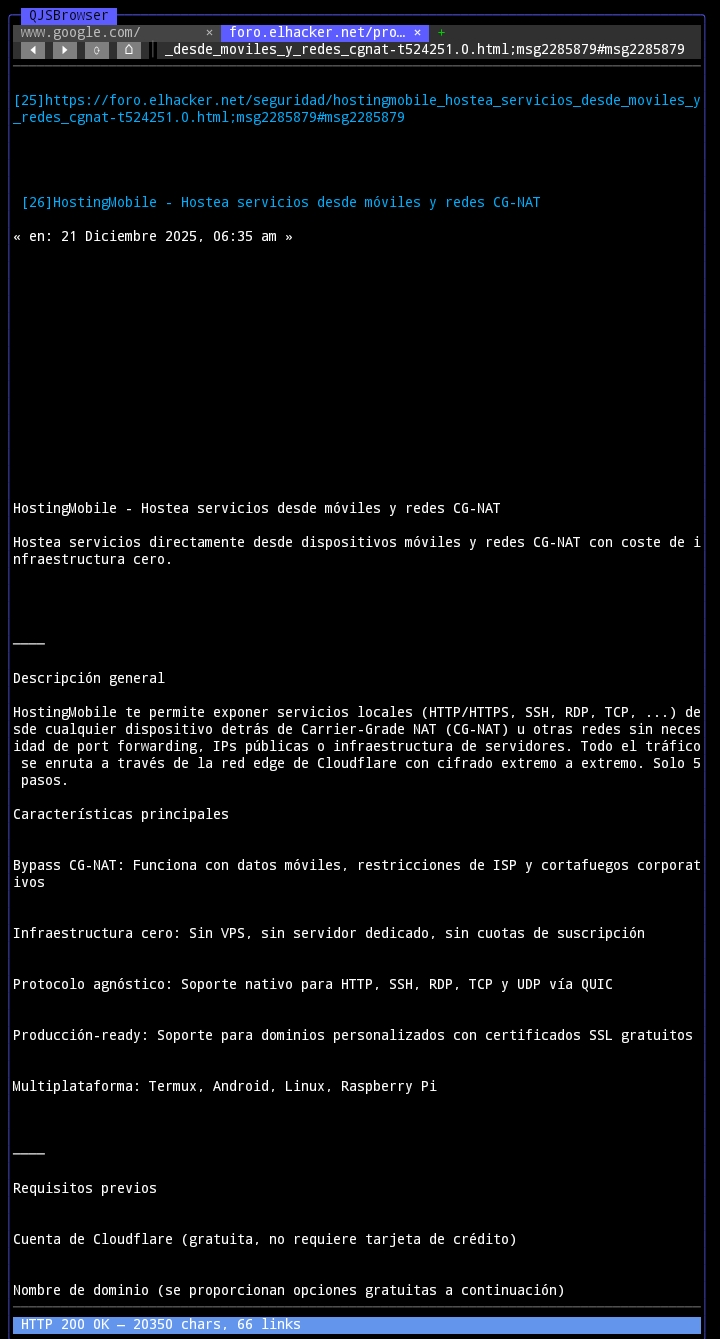 QJSBrowser
www.google.com/ × foro.elhacker.net/pro… × +
_desde_moviles_y_redes_cgnat-t524251.0.html;msg2285879#msg2285879
[25]https://foro.elhacker.net/seguridad/hostingmobile_hostea_servicios_desde_moviles_y
_redes_cgnat-t524251.0.html;msg2285879#msg2285879
[26]HostingMobile - Hostea servicios desde móviles y redes CG-NAT
« en: 21 Diciembre 2025, 06:35 am »
HostingMobile - Hostea servicios desde móviles y redes CG-NAT
Hostea servicios directamente desde dispositivos móviles y redes CG-NAT con coste de i
nfraestructura cero.
────
Descripción general
HostingMobile te permite exponer servicios locales (HTTP/HTTPS, SSH, RDP, TCP, ...) de
sde cualquier dispositivo detrás de Carrier-Grade NAT (CG-NAT) u otras redes sin neces
idad de port forwarding, IPs públicas o infraestructura de servidores. Todo el tráfico
se enruta a través de la red edge de Cloudflare con cifrado extremo a extremo. Solo 5
pasos.
Características principales
Bypass CG-NAT: Funciona con datos móviles, restricciones de ISP y cortafuegos corporat
ivos
Infraestructura cero: Sin VPS, sin servidor dedicado, sin cuotas de suscripción
Protocolo agnóstico: Soporte nativo para HTTP, SSH, RDP, TCP y UDP vía QUIC
Producción-ready: Soporte para dominios personalizados con certificados SSL gratuitos
Multiplataforma: Termux, Android, Linux, Raspberry Pi
────
Requisitos previos
Cuenta de Cloudflare (gratuita, no requiere tarjeta de crédito)
Nombre de dominio (se proporcionan opciones gratuitas a continuación)
HTTP 200 OK — 20350 chars, 66 links